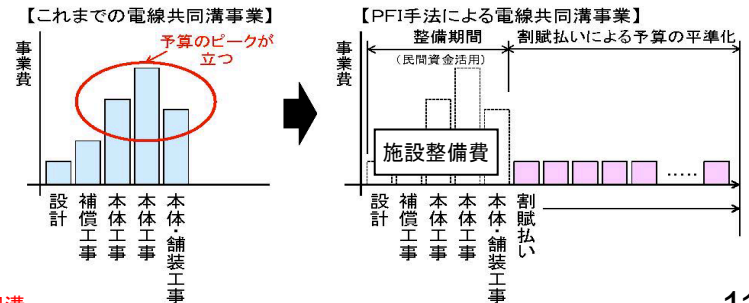 【これまでの電線共同溝事業】
事業費
予算のピークが
立つ
設計
補償工事
本体工事
本体工事
本体・舗装工事
【PFI手法による電線共同溝事業】
整備期間
(民間資金活用)
割賦払いによる予算の平準化
事業費
施設整備費
・・・・・
設計
補償工事
本体工事
本体工事
本体・舗装工事
割賦払い